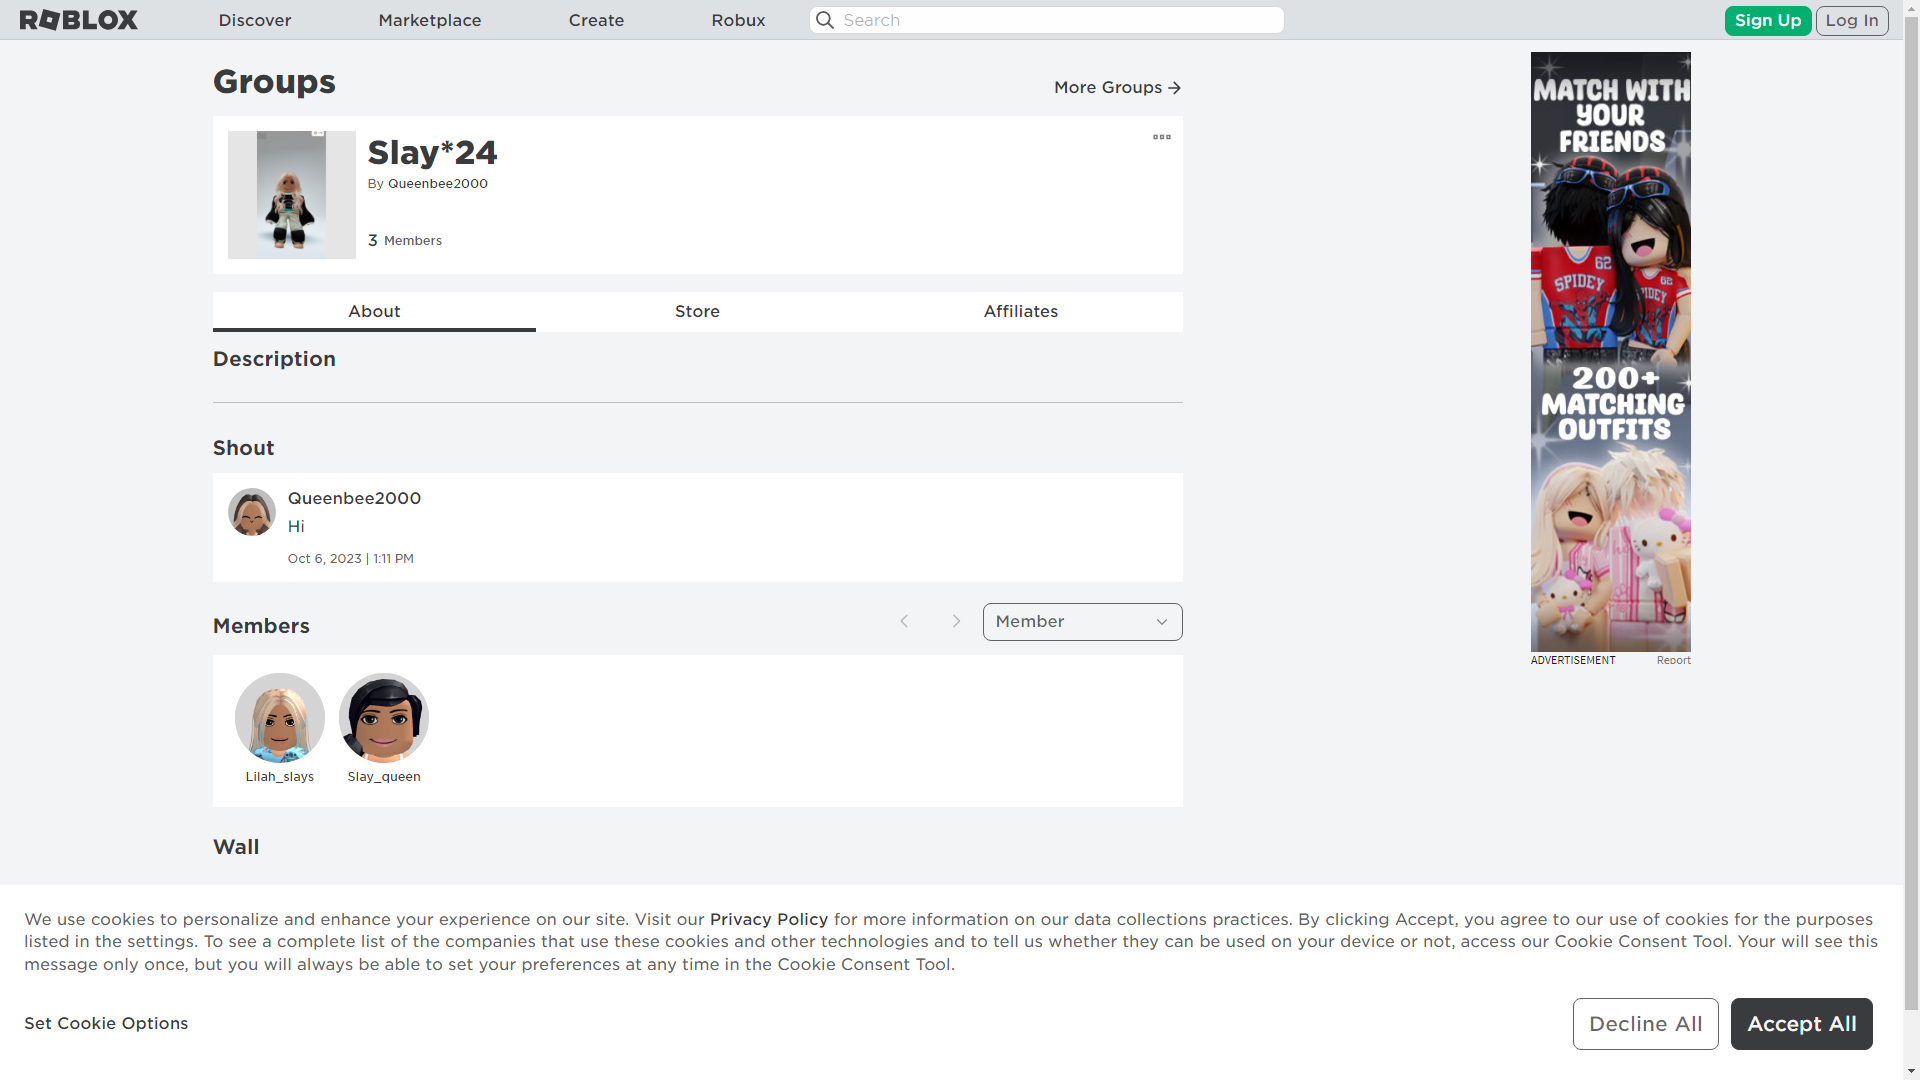 ROBLOX
Discover
Marketplace
Create
Robux
Search
Sign Up
Log In
Groups
More Groups
Slay*24
By Queenbee2000
3 Members
About
Store
Affiliates
Description
Shout
Queenbee2000
Hi
Oct 6, 2023 | 1:11 PM
Members
Member
Lilah_slays
Slay_queen
Wall
MATCH WITH
YOUR
FRIENDS
62
SPIDEY
62
200+
MATCHING
OUTFITS
ADVERTISEMENT
Report
We use cookies to personalize and enhance your experience on our site. Visit our Privacy Policy for more information on our data collections practices. By clicking Accept, you agree to our use of cookies for the purposes
listed in the settings. To see a complete list of the companies that use these cookies and other technologies and to tell us whether they can be used on your device or not, access our Cookie Consent Tool. Your will see this
message only once, but you will always be able to set your preferences at any time in the Cookie Consent Tool.
Set Cookie Options
Decline All
Accept All